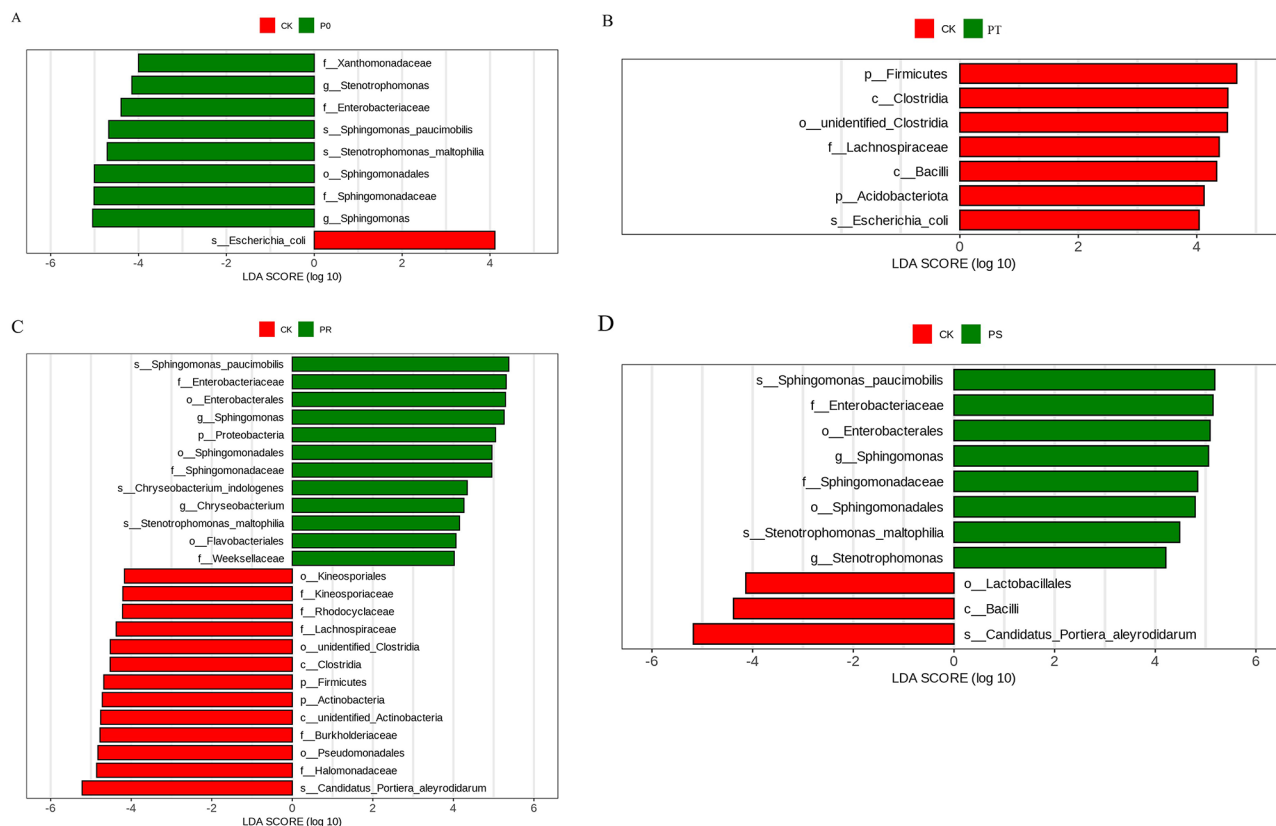 A
CK P0
f__Xanthomonadaceae
g__Stenotrophomonas
f__Enterobacteriaceae
s__Sphingomonas_paucimobilis
s__Stenotrophomonas_maltophilia
o__Sphingomonadales
f__Sphingomonadaceae
g__Sphingomonas
s__Escherichia_coli
-6 -4 -2 0 2 4 6
LDA SCORE (log 10)
B
CK PT
p__Firmicutes
c__Clostridia
o__unidentified_Clostridia
f__Lachnospiraceae
c__Bacilli
p__Acidobacteriota
s__Escherichia_coli
0 2 4
LDA SCORE (log 10)
C
CK PR
s__Sphingomonas_paucimobilis
f__Enterobacteriaceae
o__Enterobacterales
g__Sphingomonas
p__Proteobacteria
o__Sphingomonadales
f__Sphingomonadaceae
s__Chryseobacterium_indologenes
g__Chryseobacterium
s__Stenotrophomonas_maltophilia
o__Flavobacteriales
f__Weeksellaceae
o__Kineosporiales
f__Kineosporiaceae
f__Rhodocyclaceae
f__Lachnospiraceae
o__unidentified_Clostridia
c__Clostridia
p__Firmicutes
p__Actinobacteria
c__unidentified_Actinobacteria
f__Burkholderiaceae
o__Pseudomonadales
f__Halomonadaceae
s__Candidatus_Portiera_aleyrodidarum
-6 -4 -2 0 2 4 6
LDA SCORE (log 10)
D
CK PS
s__Sphingomonas_paucimobilis
f__Enterobacteriaceae
o__Enterobacterales
g__Sphingomonas
f__Sphingomonadaceae
o__Sphingomonadales
s__Stenotrophomonas_maltophilia
g__Stenotrophomonas
o__Lactobacillales
c__Bacilli
s__Candidatus_Portiera_aleyrodidarum
-6 -4 -2 0 2 4 6
LDA SCORE (log 10)